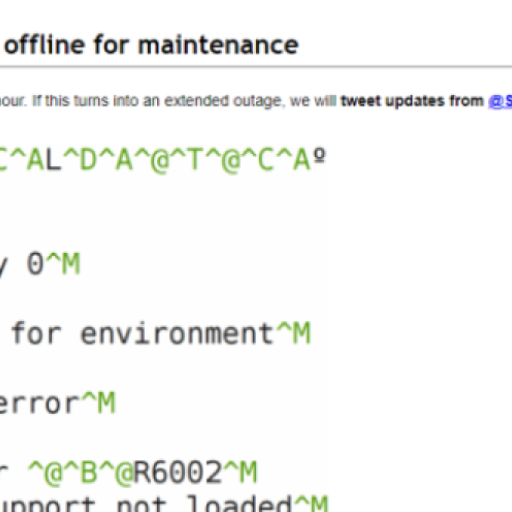 offline for maintenance
our. If this turns into an extended outage, we will tweet updates from @S
C^AL^D^A^@^T^@^C^Aº
y 0^M
for environment^M
error^M
r ^@^B^@R6002^M
upport not loaded^M